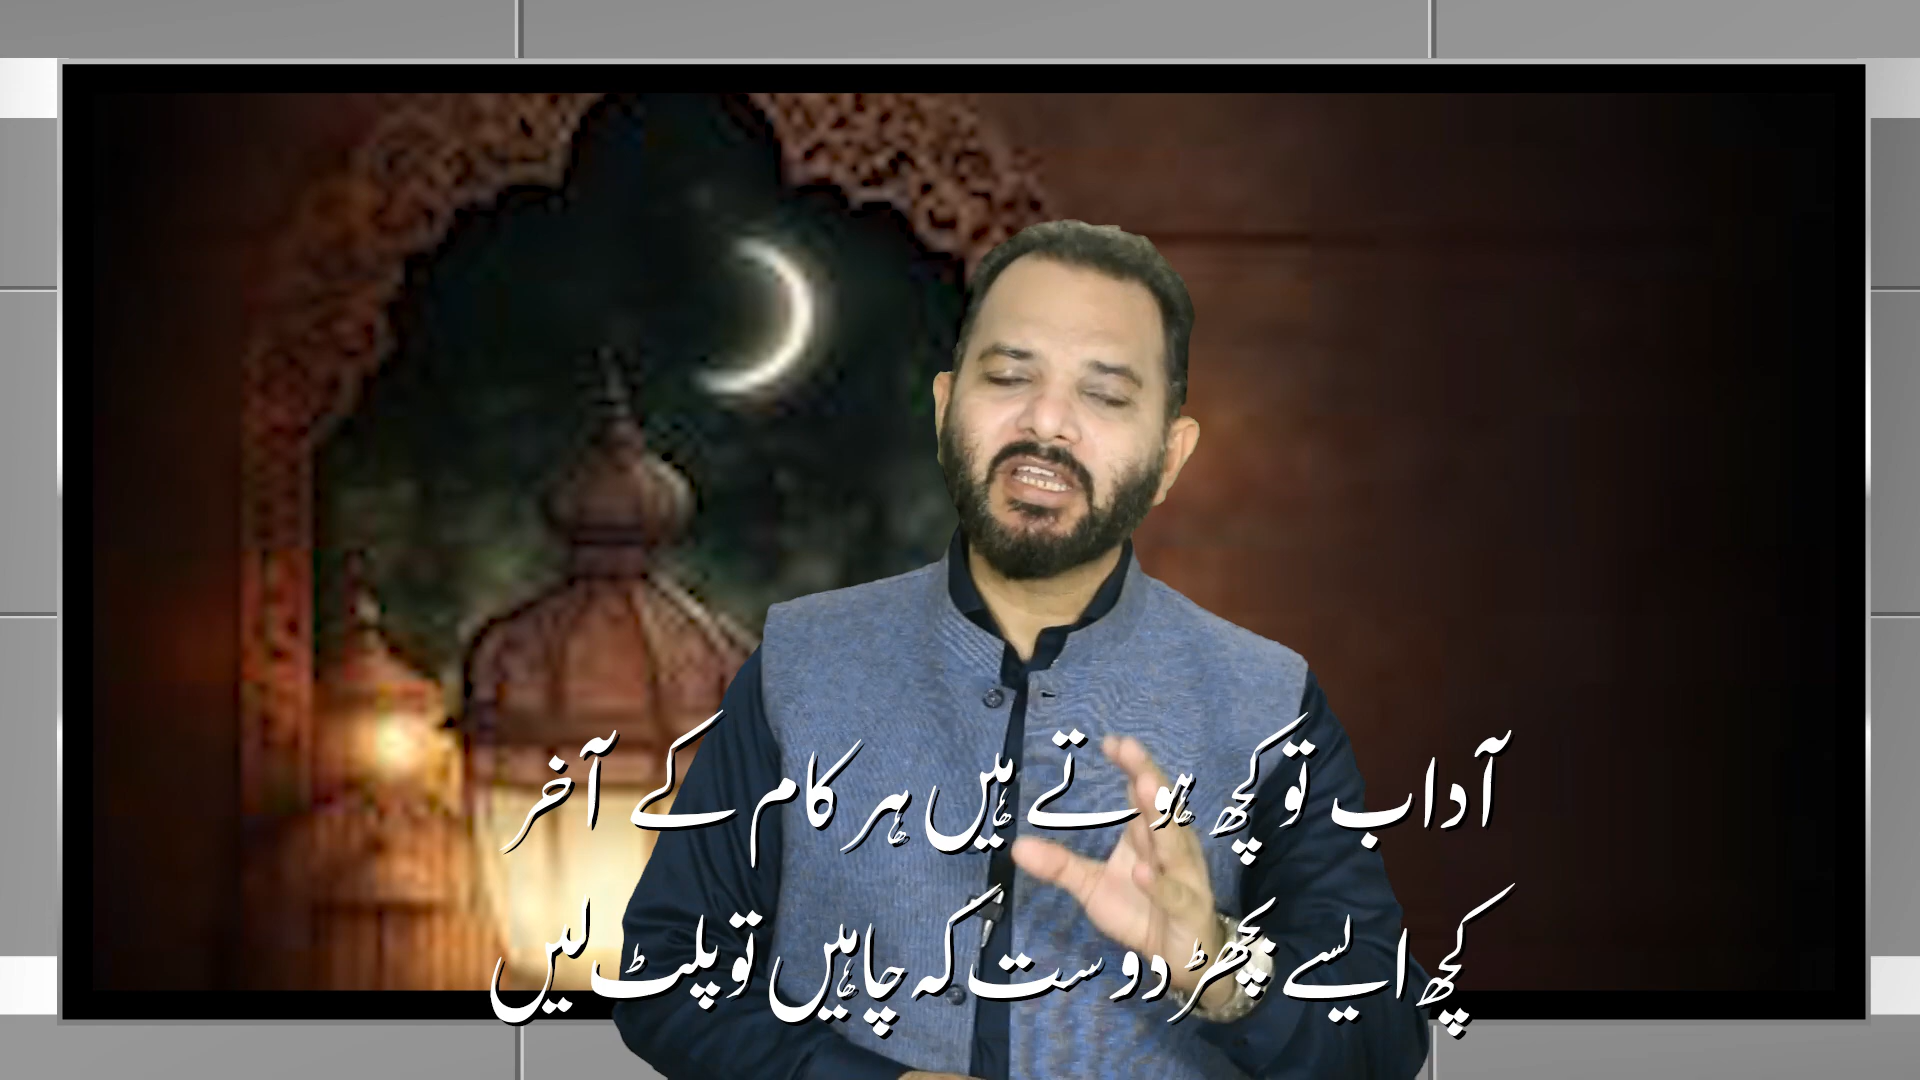 آداب تو کچھ ہوتے ہیں ہر کام کے آخر
کچھ ایسے بچھڑ دوست کہ چاہیں تو پلٹ لیں